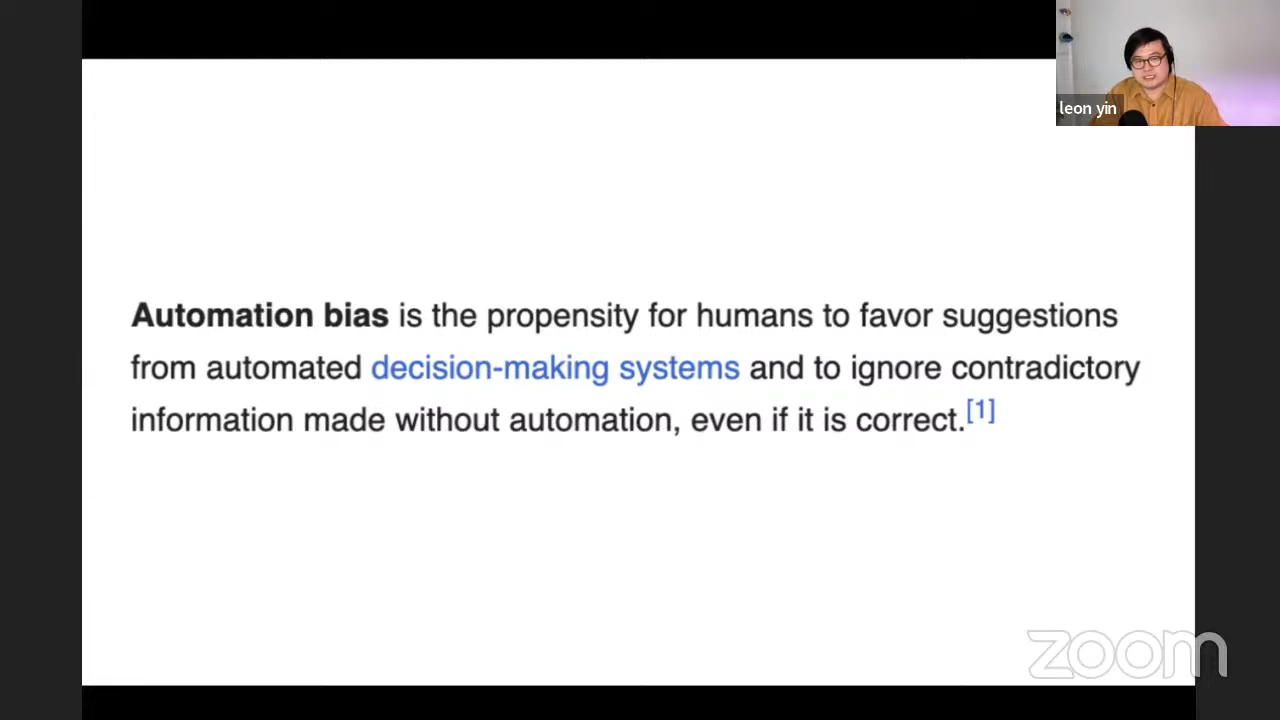 leon yin
Automation bias is the propensity for humans to favor suggestions
from automated decision-making systems and to ignore contradictory
information made without automation, even if it is correct.[1]
zoom